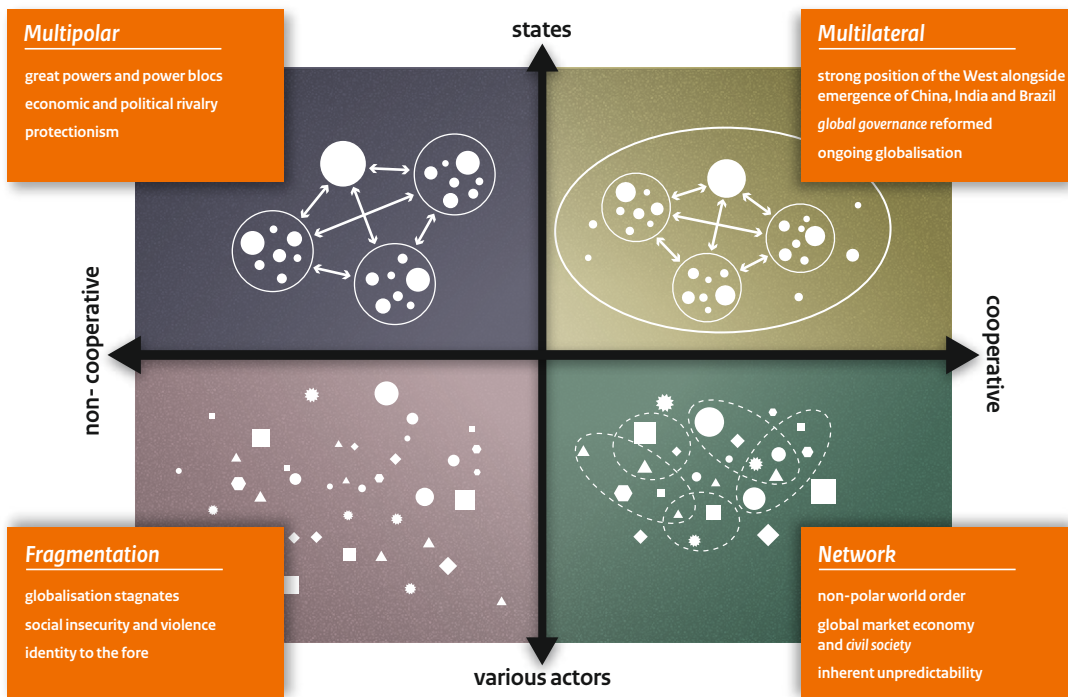 Multipolar
great powers and power blocs
economic and political rivalry
protectionism
states
Multilateral
strong position of the West alongside
emergence of China, India and Brazil
global governance reformed
ongoing globalisation
non- cooperative
cooperative
Fragmentation
globalisation stagnates
social insecurity and violence
identity to the fore
various actors
Network
non-polar world order
global market economy
and civil society
inherent unpredictability